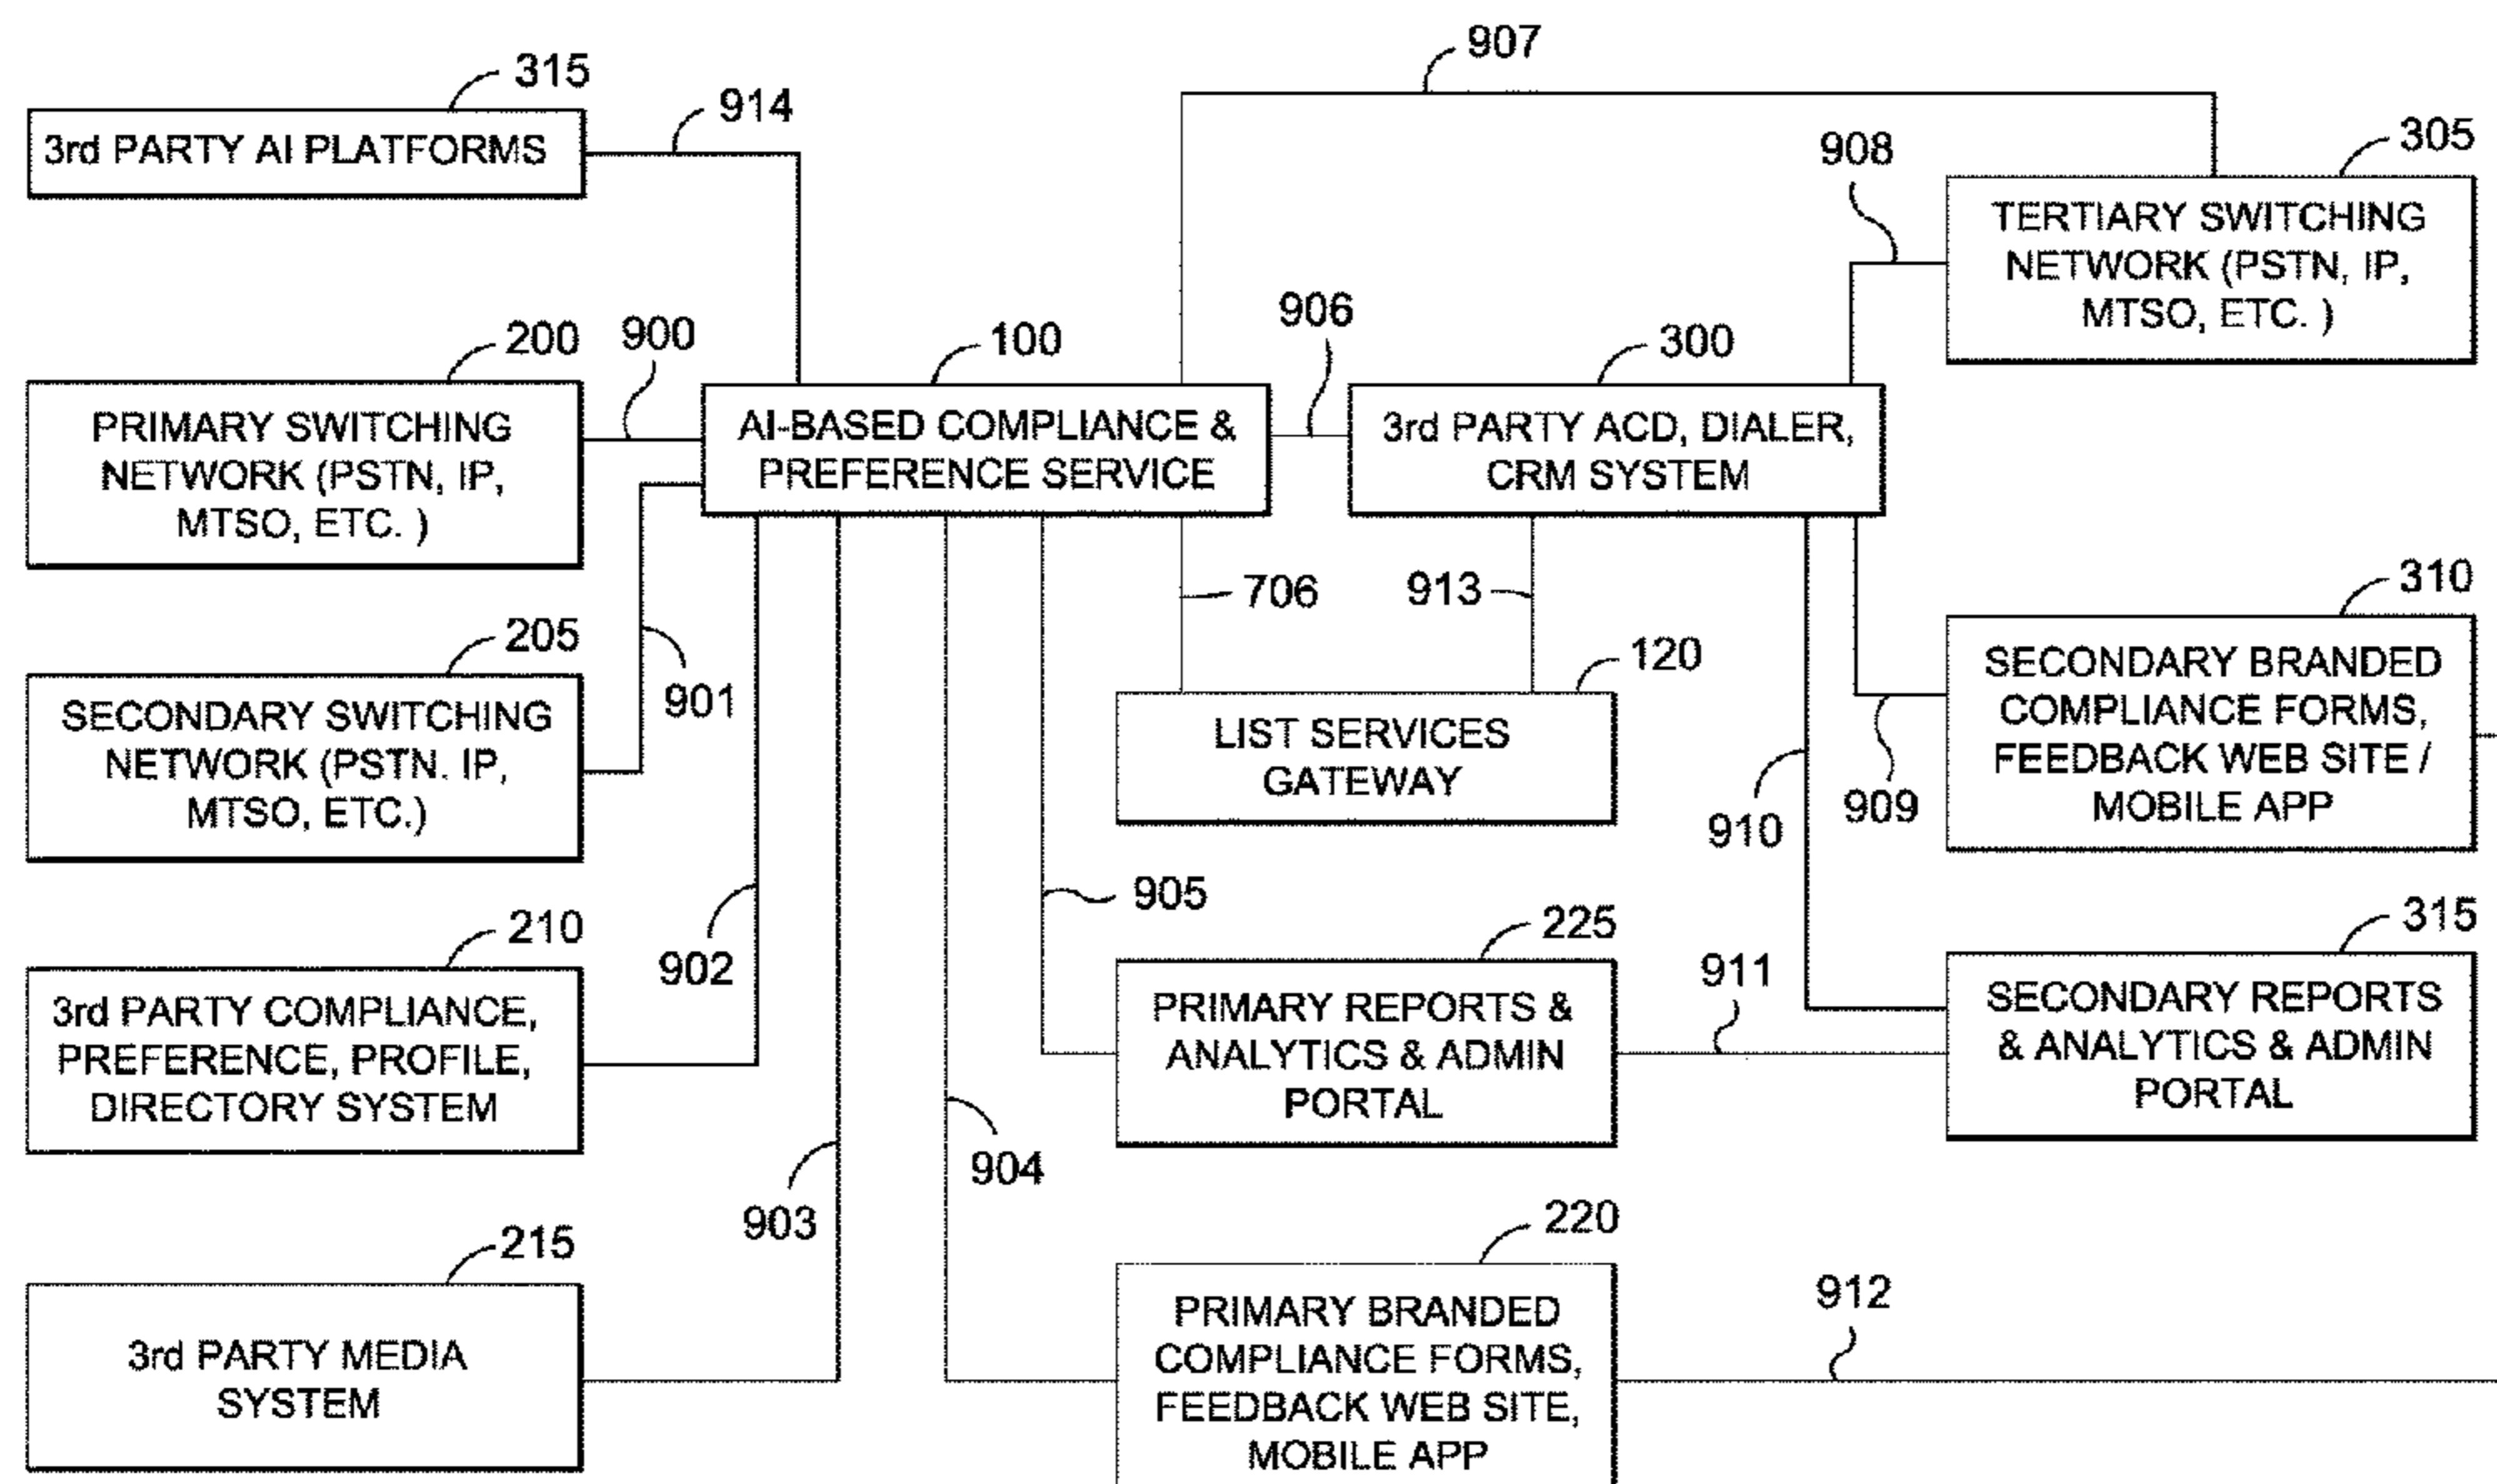 907
315
914
3rd PARTY AI PLATFORMS
908
305
TERTIARY SWITCHING
NETWORK (PSTN, IP,
MTSO, ETC. )
200
900
100
906
300
PRIMARY SWITCHING
NETWORK (PSTN, IP,
MTSO, ETC. )
AI-BASED COMPLIANCE &
PREFERENCE SERVICE
3rd PARTY ACD, DIALER,
CRM SYSTEM
706
913
310
205
901
120
SECONDARY SWITCHING
NETWORK (PSTN. IP,
MTSO, ETC.)
LIST SERVICES
GATEWAY
910
909
SECONDARY BRANDED
COMPLIANCE FORMS,
FEEDBACK WEB SITE /
MOBILE APP
210
902
905
225
911
315
3rd PARTY COMPLIANCE,
PREFERENCE, PROFILE,
DIRECTORY SYSTEM
PRIMARY REPORTS &
ANALYTICS & ADMIN
PORTAL
SECONDARY REPORTS
& ANALYTICS & ADMIN
PORTAL
215
903
904
220
912
3rd PARTY MEDIA
SYSTEM
PRIMARY BRANDED
COMPLIANCE FORMS,
FEEDBACK WEB SITE,
MOBILE APP